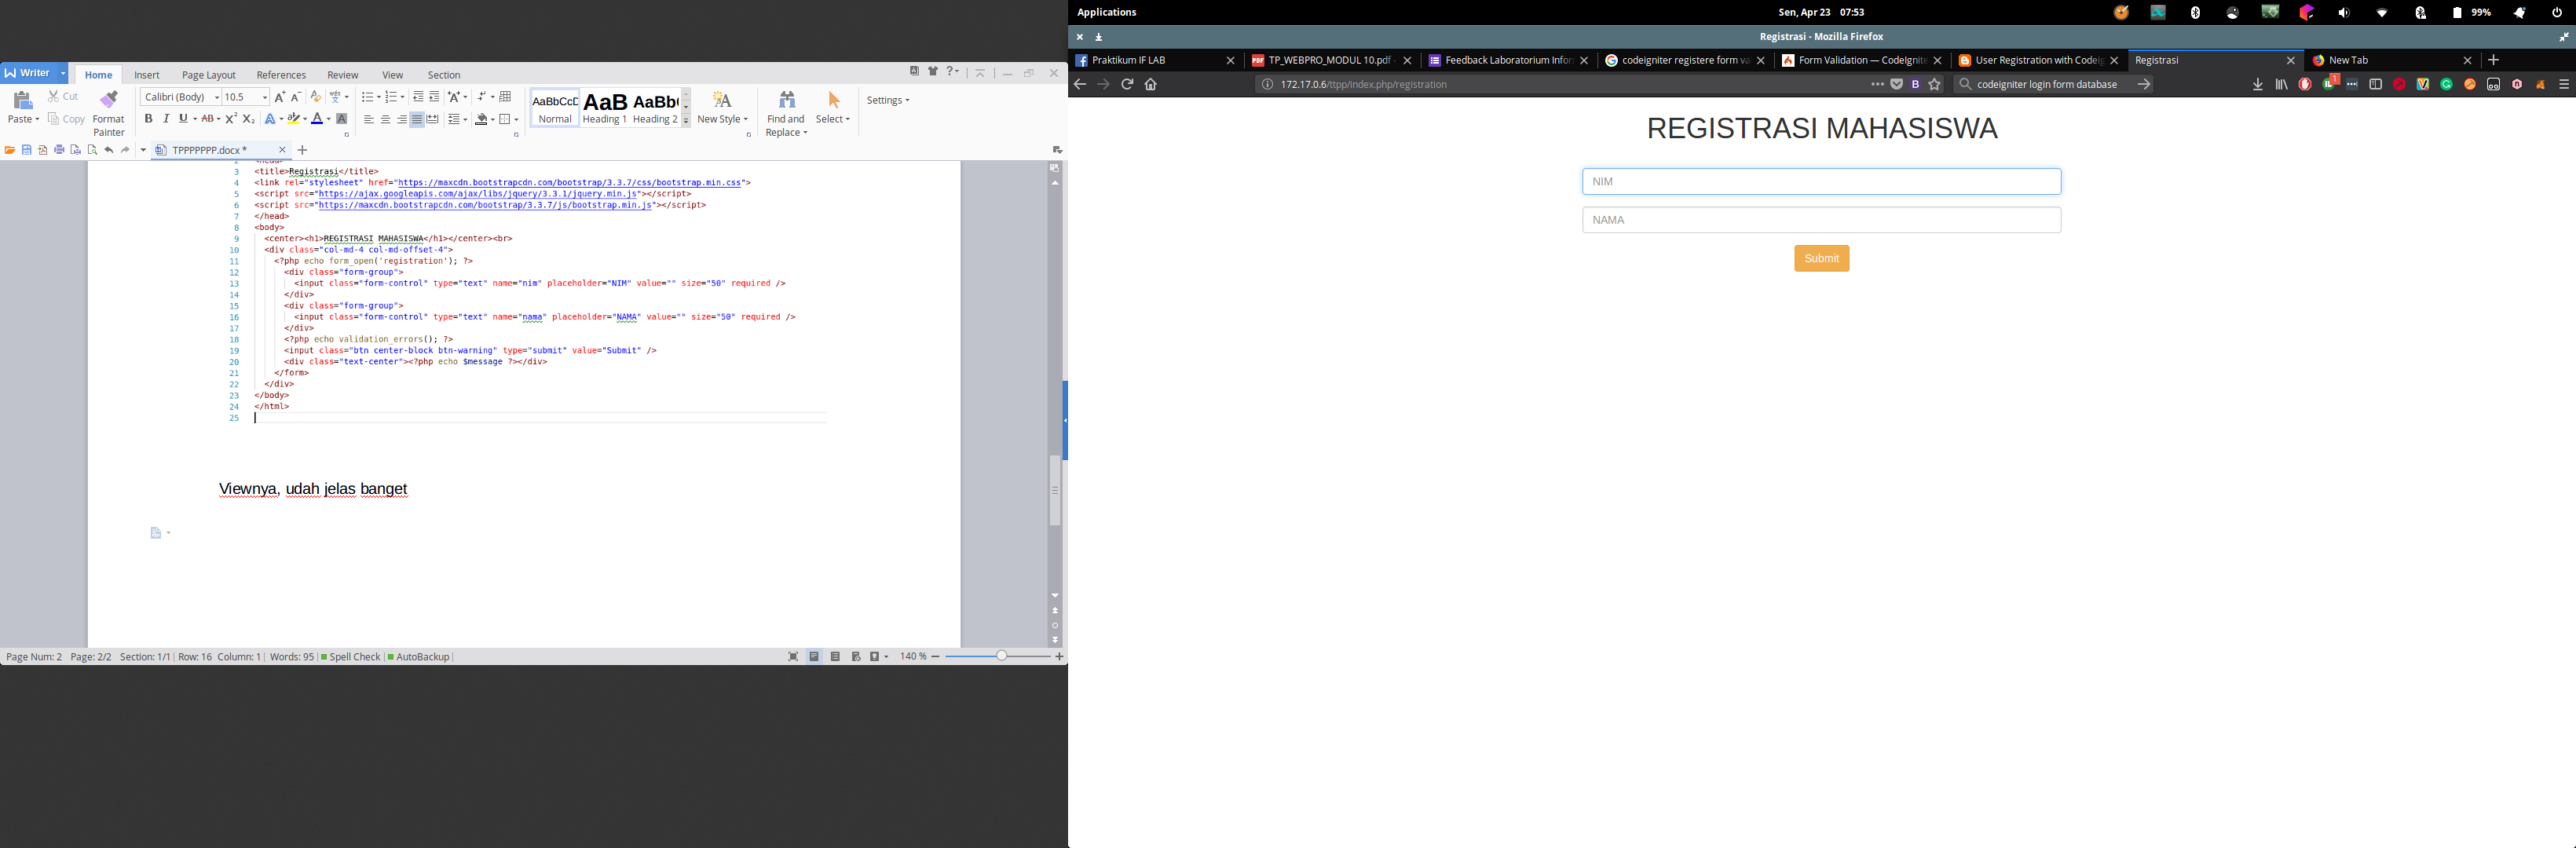 Writer
Home
Insert
Page Layout
References
Review
View
Section
Paste
Cut
Copy
Format
Painter
Calibri (Body)
10.5
AaBbCcD
Normal
AaB
Heading 1
AaBb(
Heading 2
New Style
Find and
Replace
Select
Settings
TPPPPPPP.docx *
3 <title>Registrasi</title>
4 <link rel="stylesheet" href="https://maxcdn.bootstrapcdn.com/bootstrap/3.3.7/css/bootstrap.min.css">
5 <script src="https://ajax.googleapis.com/ajax/libs/jquery/3.3.1/jquery.min.js"></script>
6 <script src="https://maxcdn.bootstrapcdn.com/bootstrap/3.3.7/js/bootstrap.min.js"></script>
7 </head>
8 <body>
9 <center><h1>REGISTRASI MAHASISWA</h1></center><br>
10 <div class="col-md-4 col-md-offset-4">
11 <?php echo form_open('registration'); ?>
12 <div class="form-group">
13 <input class="form-control" type="text" name="nim" placeholder="NIM" value="" size="50" required />
14 </div>
15 <div class="form-group">
16 <input class="form-control" type="text" name="nama" placeholder="NAMA" value="" size="50" required />
17 </div>
18 <?php echo validation_errors(); ?>
19 <input class="btn center-block btn-warning" type="submit" value="Submit" />
20 <div class="text-center"><?php echo $message ?></div>
21 </form>
22 </div>
23 </body>
24 </html>
25
Viewnya, udah jelas banget
Page Num: 2 Page: 2/2 Section: 1/1 Row: 16 Column: 1 Words: 95 Spell Check AutoBackup
140 %
Applications
Sen, Apr 23 07:53
99%
Registrasi - Mozilla Firefox
Praktikum IF LAB
TP_WEBPRO_MODUL 10.pdf
Feedback Laboratorium Infor
codeigniter registere form va
Form Validation — CodeIgnite
User Registration with Codeig
Registrasi
New Tab
172.17.0.6/ttpp/index.php/registration
codeigniter login form database
REGISTRASI MAHASISWA
NIM
NAMA
Submit